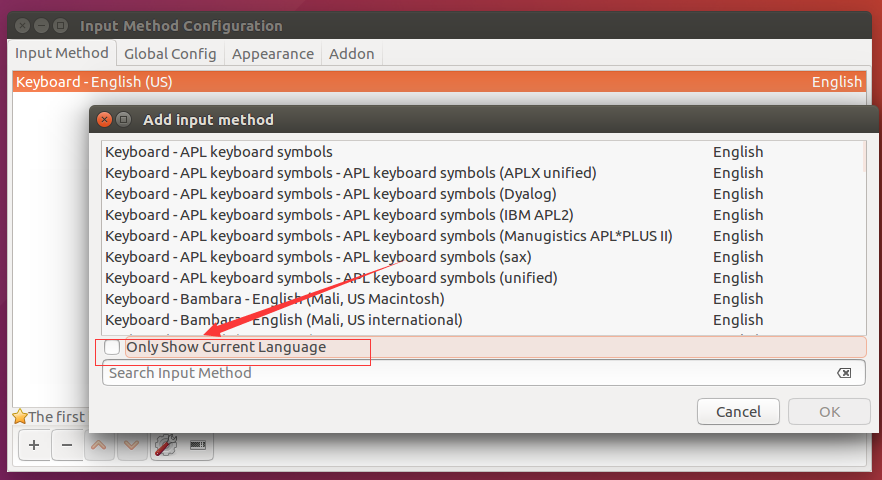 Input Method Configuration
Input Method Global Config Appearance Addon
Keyboard - English (US) English
Add input method
Keyboard - APL keyboard symbols English
Keyboard - APL keyboard symbols - APL keyboard symbols (APLX unified) English
Keyboard - APL keyboard symbols - APL keyboard symbols (Dyalog) English
Keyboard - APL keyboard symbols - APL keyboard symbols (IBM APL2) English
Keyboard - APL keyboard symbols - APL keyboard symbols (Manugistics APL*PLUS II) English
Keyboard - APL keyboard symbols - APL keyboard symbols (sax) English
Keyboard - APL keyboard symbols - APL keyboard symbols (unified) English
Keyboard - Bambara - English (Mali, US Macintosh) English
Keyboard - Bambara - English (Mali, US international) English
Only Show Current Language
Search Input Method
Cancel OK
The first